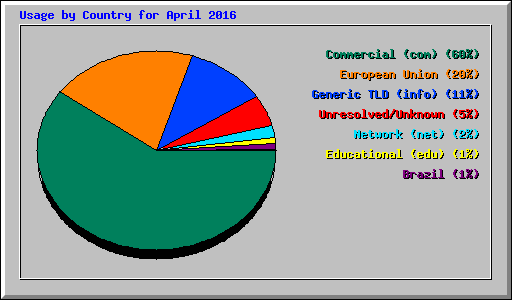 Usage by Country for April 2016
Commercial (com) (60%)
European Union (20%)
Generic TLD (info) (11%)
Unresolved/Unknown (5%)
Network (net) (2%)
Educational (edu) (1%)
Brazil (1%)